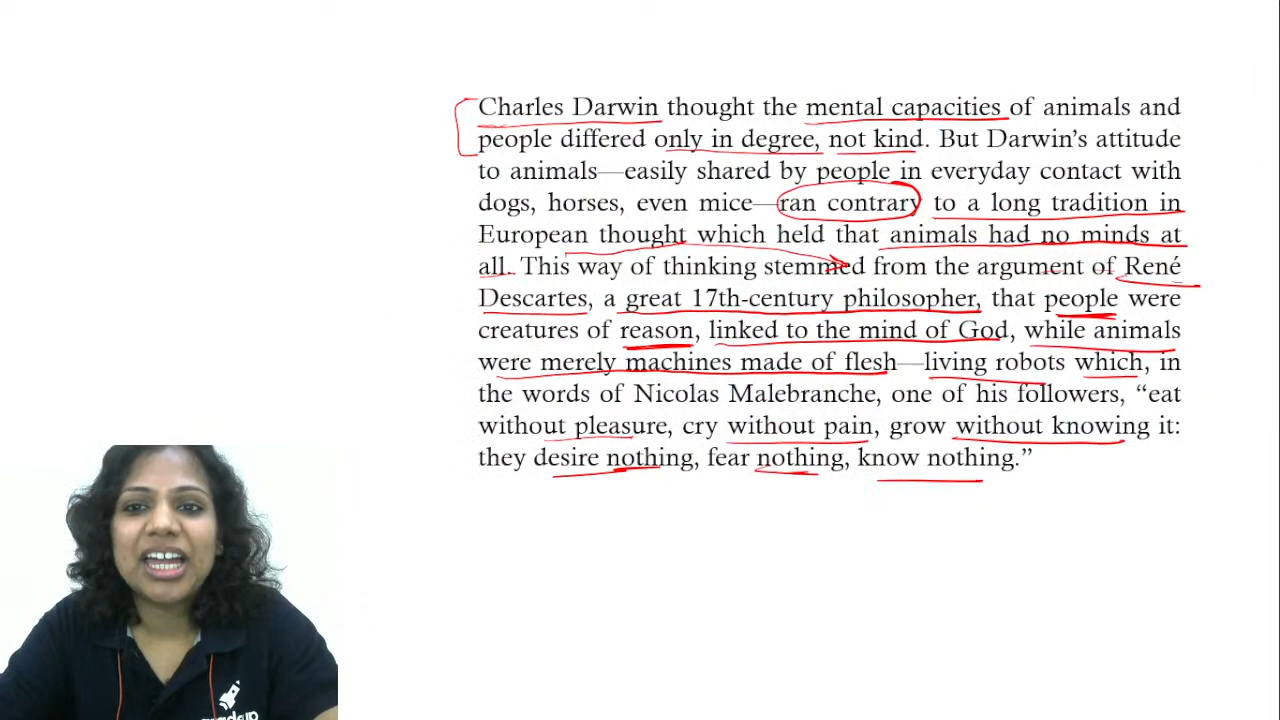 Charles Darwin thought the mental capacities of animals and
people differed only in degree, not kind. But Darwin's attitude
to animals—easily shared by people in everyday contact with
dogs, horses, even mice—ran contrary to a long tradition in
European thought which held that animals had no minds at
all. This way of thinking stemmed from the argument of René
Descartes, a great 17th-century philosopher, that people were
creatures of reason, linked to the mind of God, while animals
were merely machines made of flesh—living robots which, in
the words of Nicolas Malebranche, one of his followers, “eat
without pleasure, cry without pain, grow without knowing it:
they desire nothing, fear nothing, know nothing.”